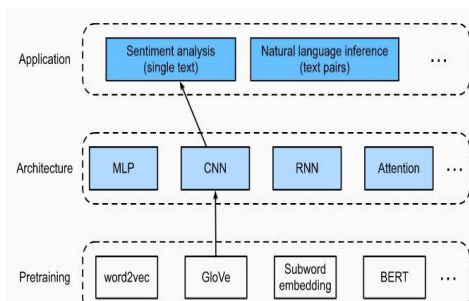 Application
Sentiment analysis
(single text)
Natural language inference
(text pairs)
...
Architecture
MLP
CNN
RNN
Attention
...
Pretraining
word2vec
GloVe
Subword
embedding
BERT
...